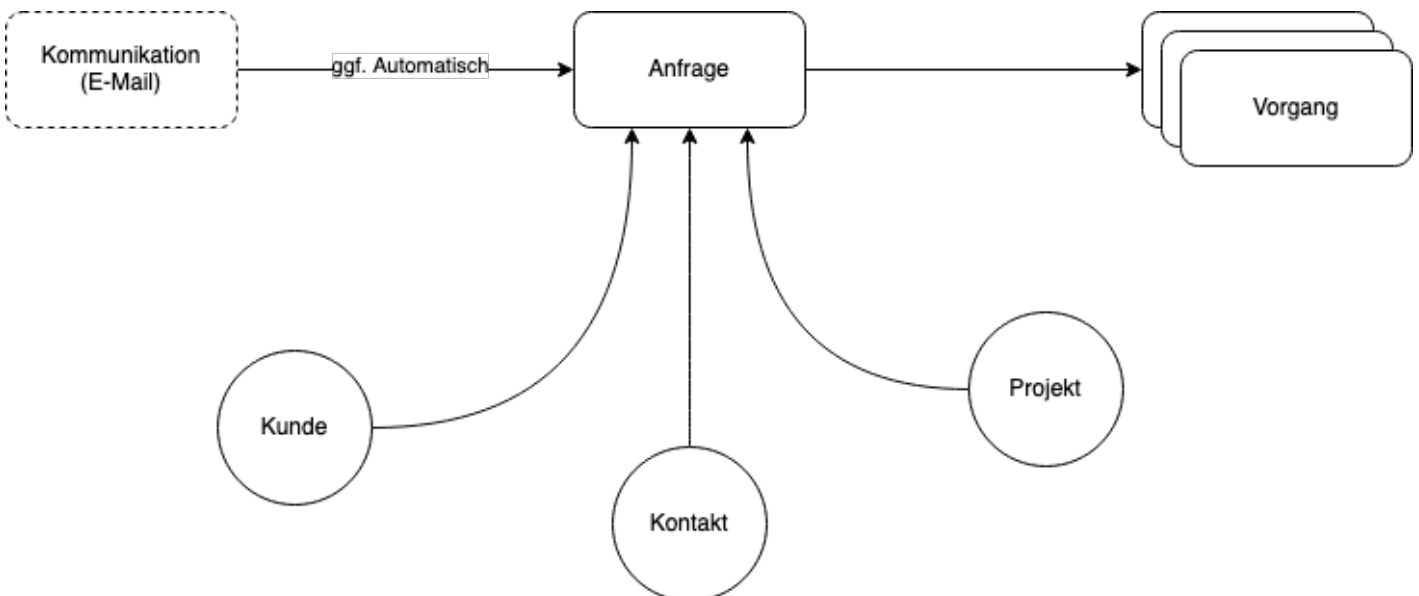 Kommunikation
(E-Mail)
ggf. Automatisch
Anfrage
Vorgang
Kunde
Kontakt
Projekt